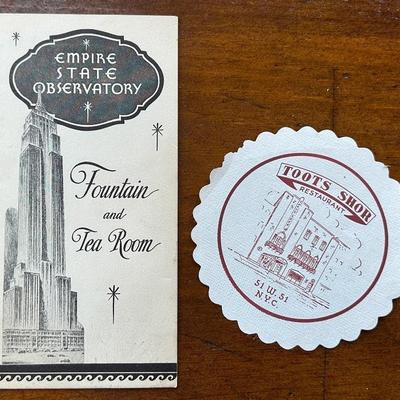 EMPIRE
STATE
OBSERVATORY
Fountain
and
Tea Room
TOOTS SHOR
RESTAURANT
51 W. 51
N.Y.C.